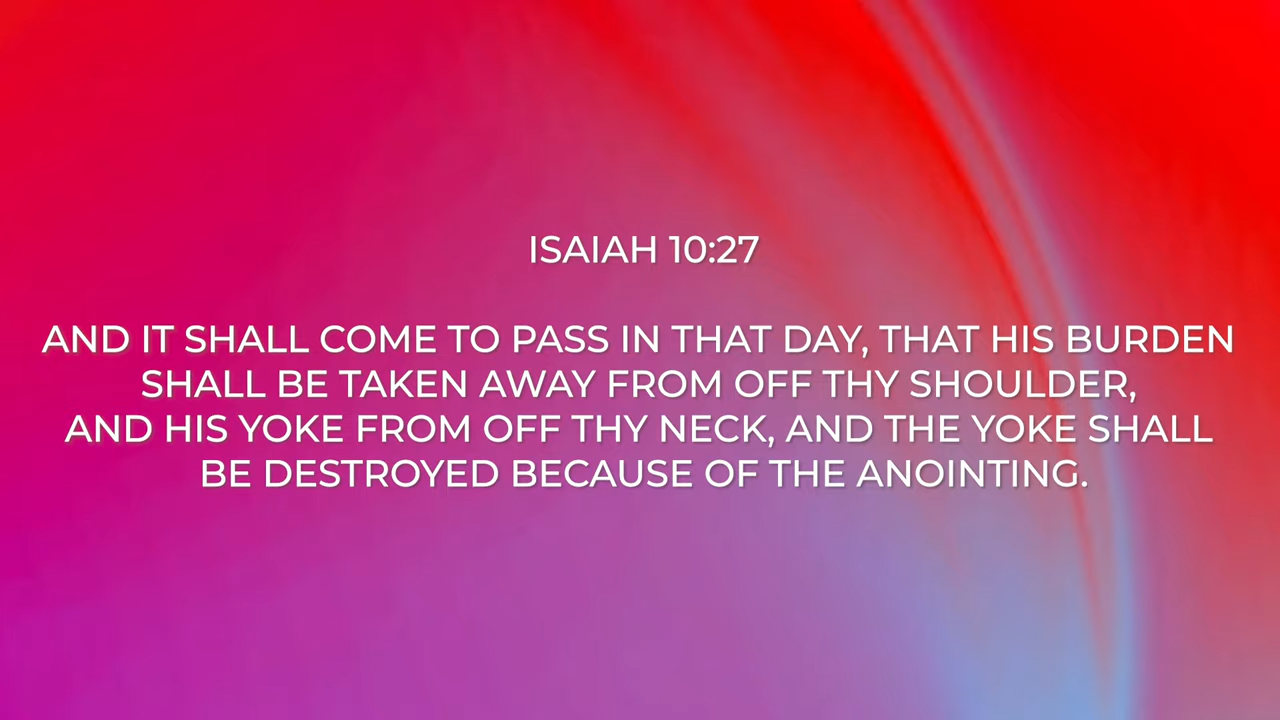 ISAIAH 10:27
AND IT SHALL COME TO PASS IN THAT DAY, THAT HIS BURDEN
SHALL BE TAKEN AWAY FROM OFF THY SHOULDER,
AND HIS YOKE FROM OFF THY NECK, AND THE YOKE SHALL
BE DESTROYED BECAUSE OF THE ANOINTING.